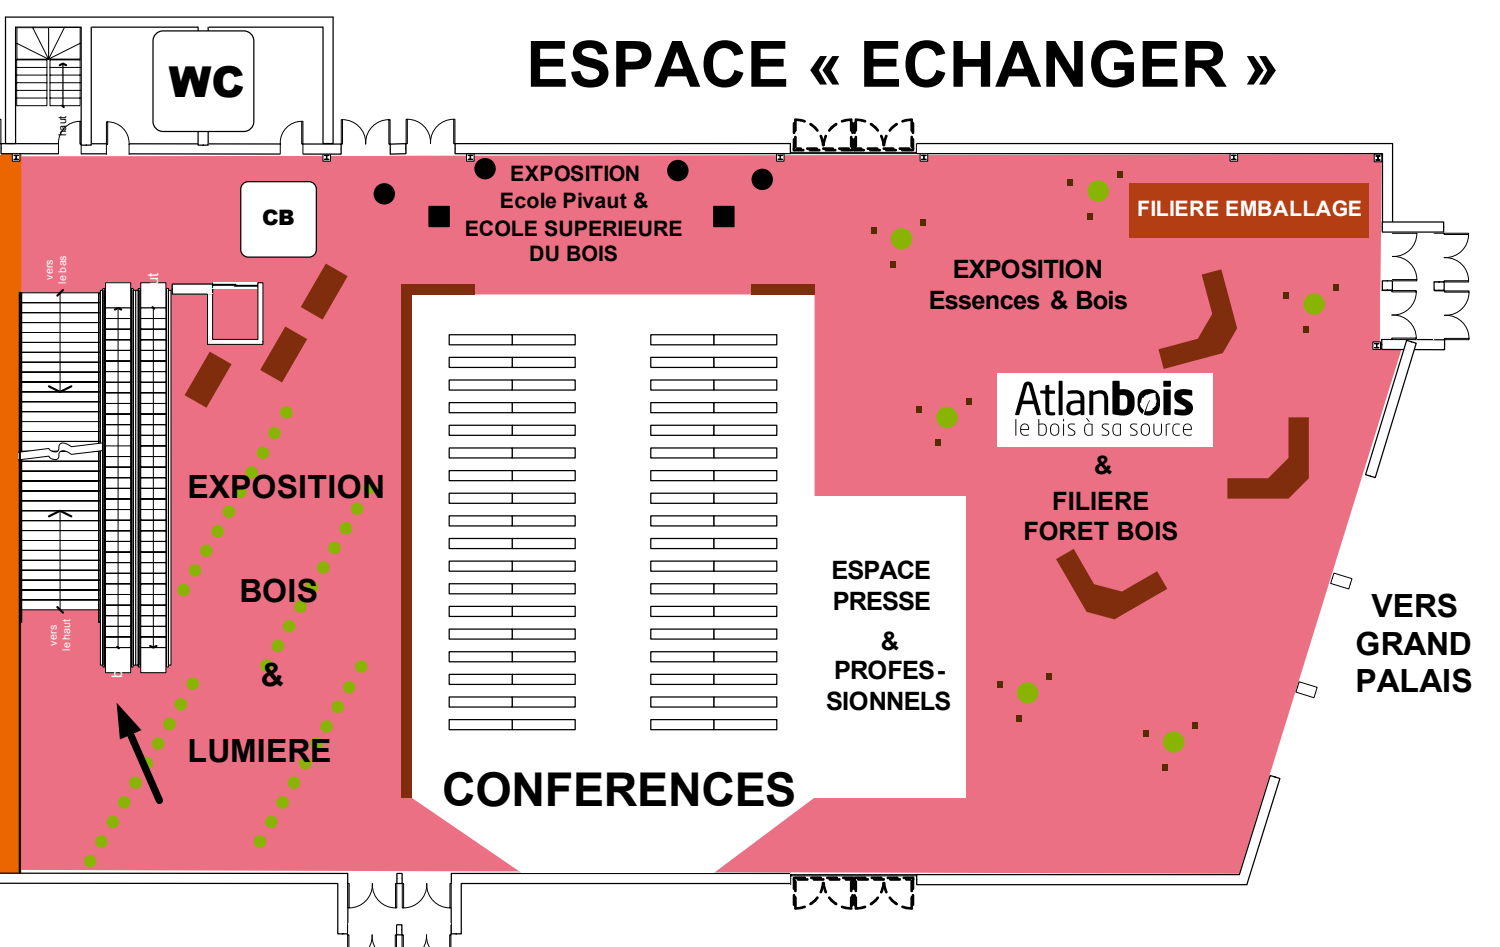 ESPACE « ECHANGER »
WC
haut
CB
EXPOSITION
Ecole Pivaut &
ECOLE SUPERIEURE
DU BOIS
FILIERE EMBALLAGE
EXPOSITION
Essences & Bois
vers
le bas
Atlanbois
le bois à sa source
&
FILIERE
FORET BOIS
EXPOSITION
BOIS
&
LUMIERE
ESPACE
PRESSE
&
PROFES-
SIONNELS
VERS
GRAND
PALAIS
vers
le haut
CONFERENCES